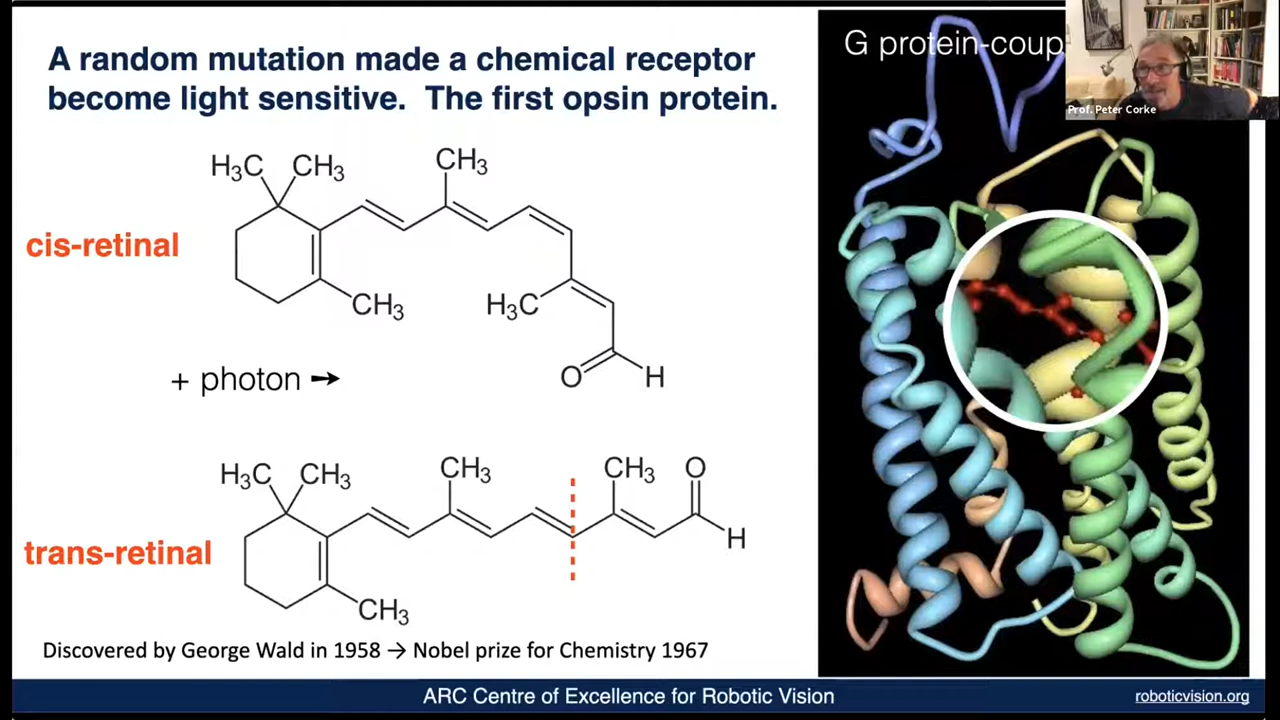 A random mutation made a chemical receptor
become light sensitive. The first opsin protein.
G protein-coup
Prof. Peter Corke
H₃C CH₃ CH₃
cis-retinal
CH₃ H₃C
+ photon →
O H
H₃C CH₃ CH₃ CH₃ O
H
trans-retinal
CH₃
Discovered by George Wald in 1958 → Nobel prize for Chemistry 1967
ARC Centre of Excellence for Robotic Vision
roboticvision.org